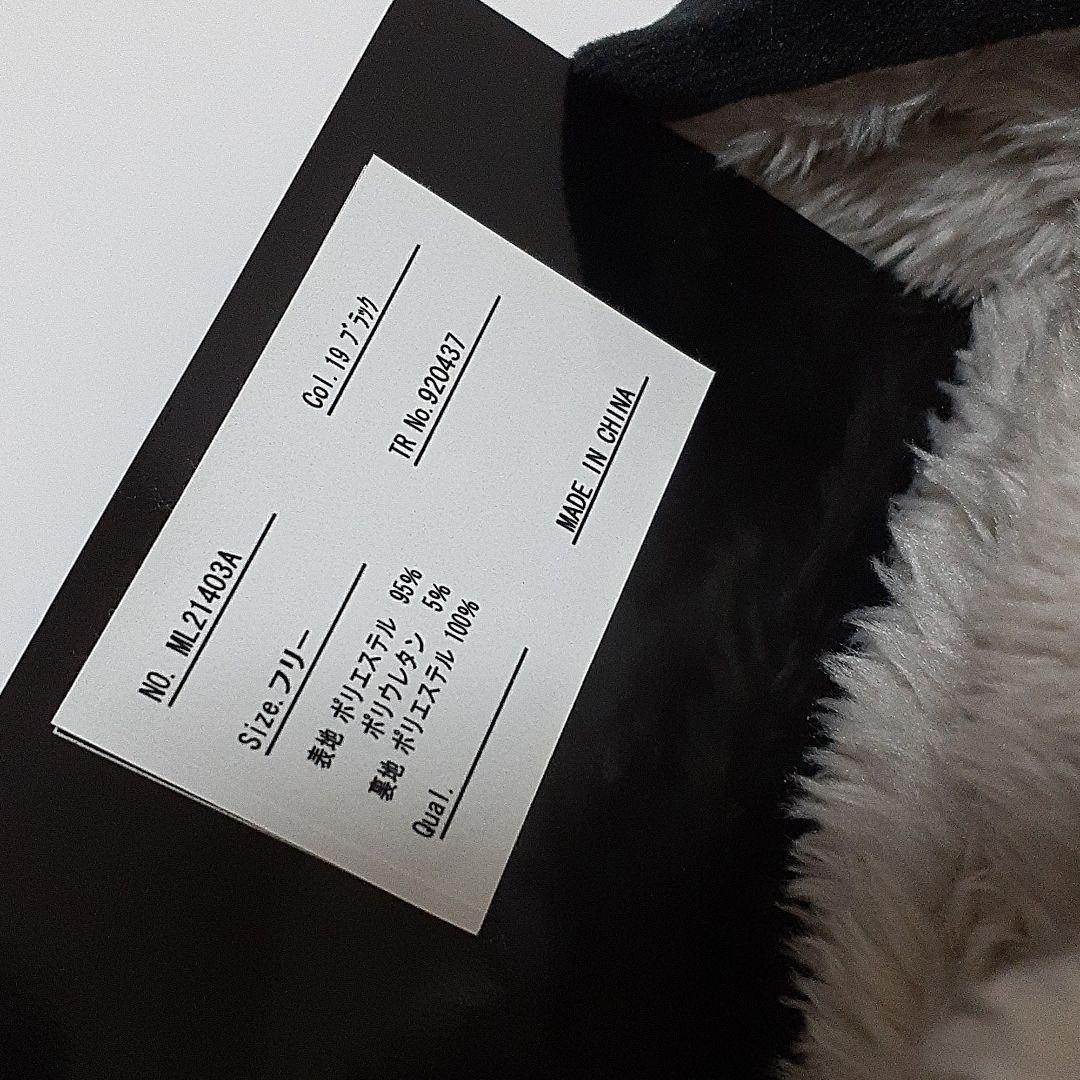 NO. ML21403A
Col.19 ﾌﾞﾗｯｸ
Size.フリー
TR No.920437
表地 ポリエステル 95%
ポリウレタン 5%
裏地 ポリエステル 100%
Qual.
MADE IN CHINA